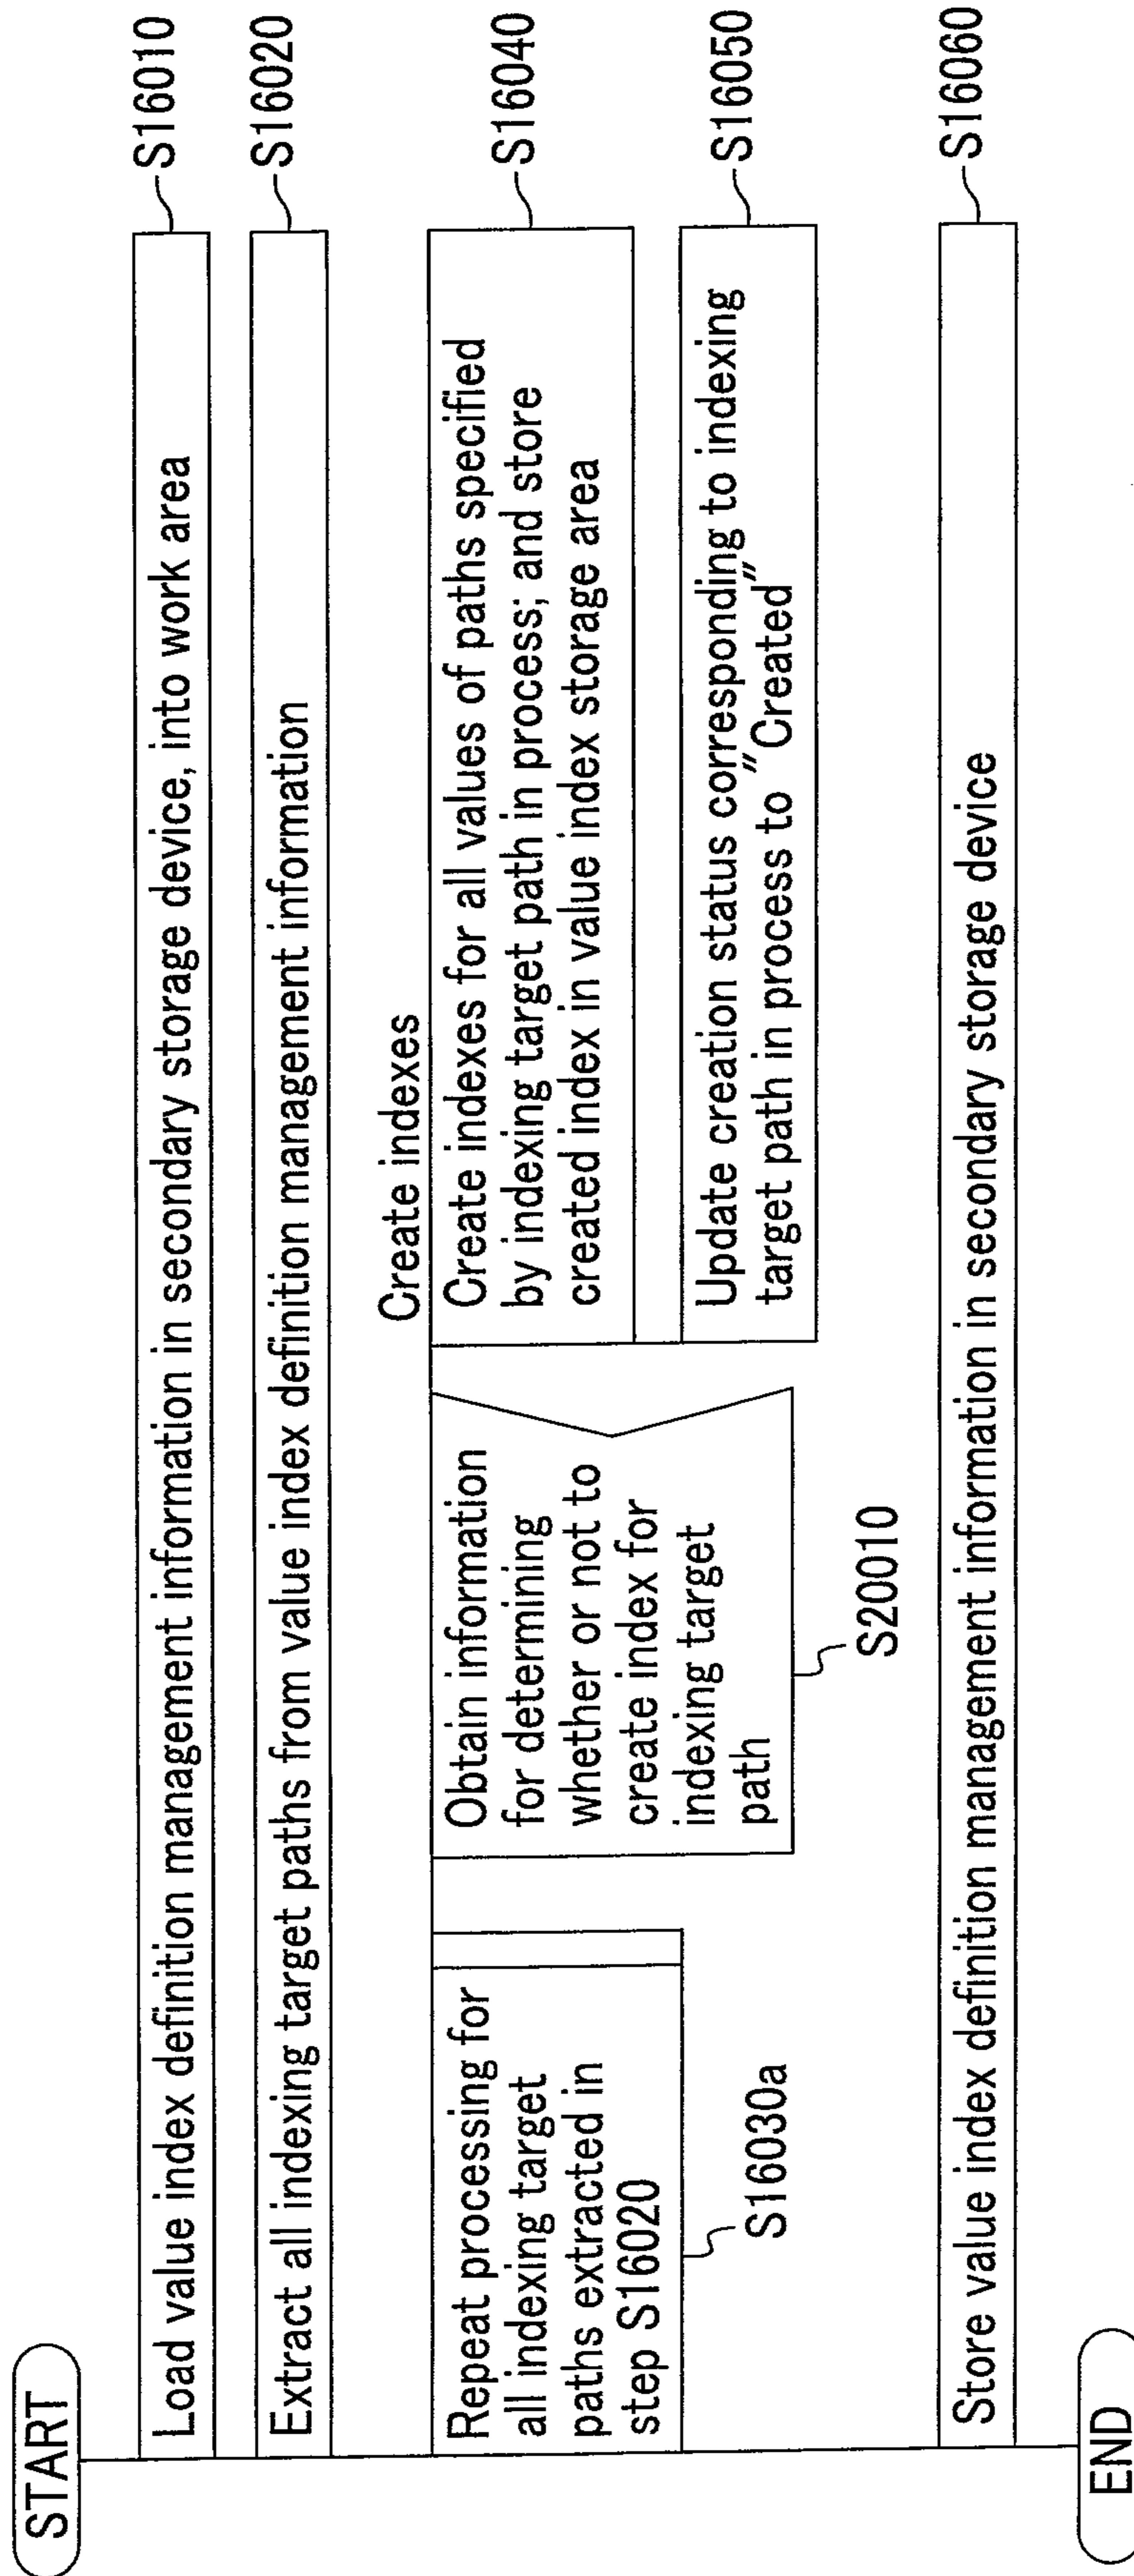 START
Load value index definition management information in secondary storage device, into work area
S16010
Extract all indexing target paths from value index definition management information
S16020
Repeat processing for
all indexing target
paths extracted in
step S16020
S16030a
Obtain information
for determining
whether or not to
create index for
indexing target
path
S20010
Create indexes
Create indexes for all values of paths specified
by indexing target path in process; and store
created index in value index storage area
S16040
Update creation status corresponding to indexing
target path in process to "Created"
S16050
Store value index definition management information in secondary storage device
S16060
END